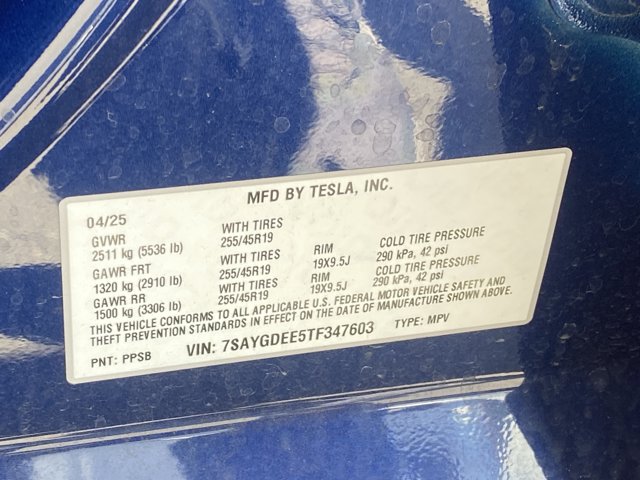 MFD BY TESLA, INC.
04/25
GVWR WITH TIRES
2511 kg (5536 lb) 255/45R19 RIM COLD TIRE PRESSURE
GAWR FRT WITH TIRES 19X9.5J 290 kPa, 42 psi
1320 kg (2910 lb) 255/45R19 RIM COLD TIRE PRESSURE
GAWR RR WITH TIRES 19X9.5J 290 kPa, 42 psi
1500 kg (3306 lb) 255/45R19
THIS VEHICLE CONFORMS TO ALL APPLICABLE U.S. FEDERAL MOTOR VEHICLE SAFETY AND
THEFT PREVENTION STANDARDS IN EFFECT ON THE DATE OF MANUFACTURE SHOWN ABOVE.
PNT: PPSB VIN: 7SAYGDEE5TF347603 TYPE: MPV